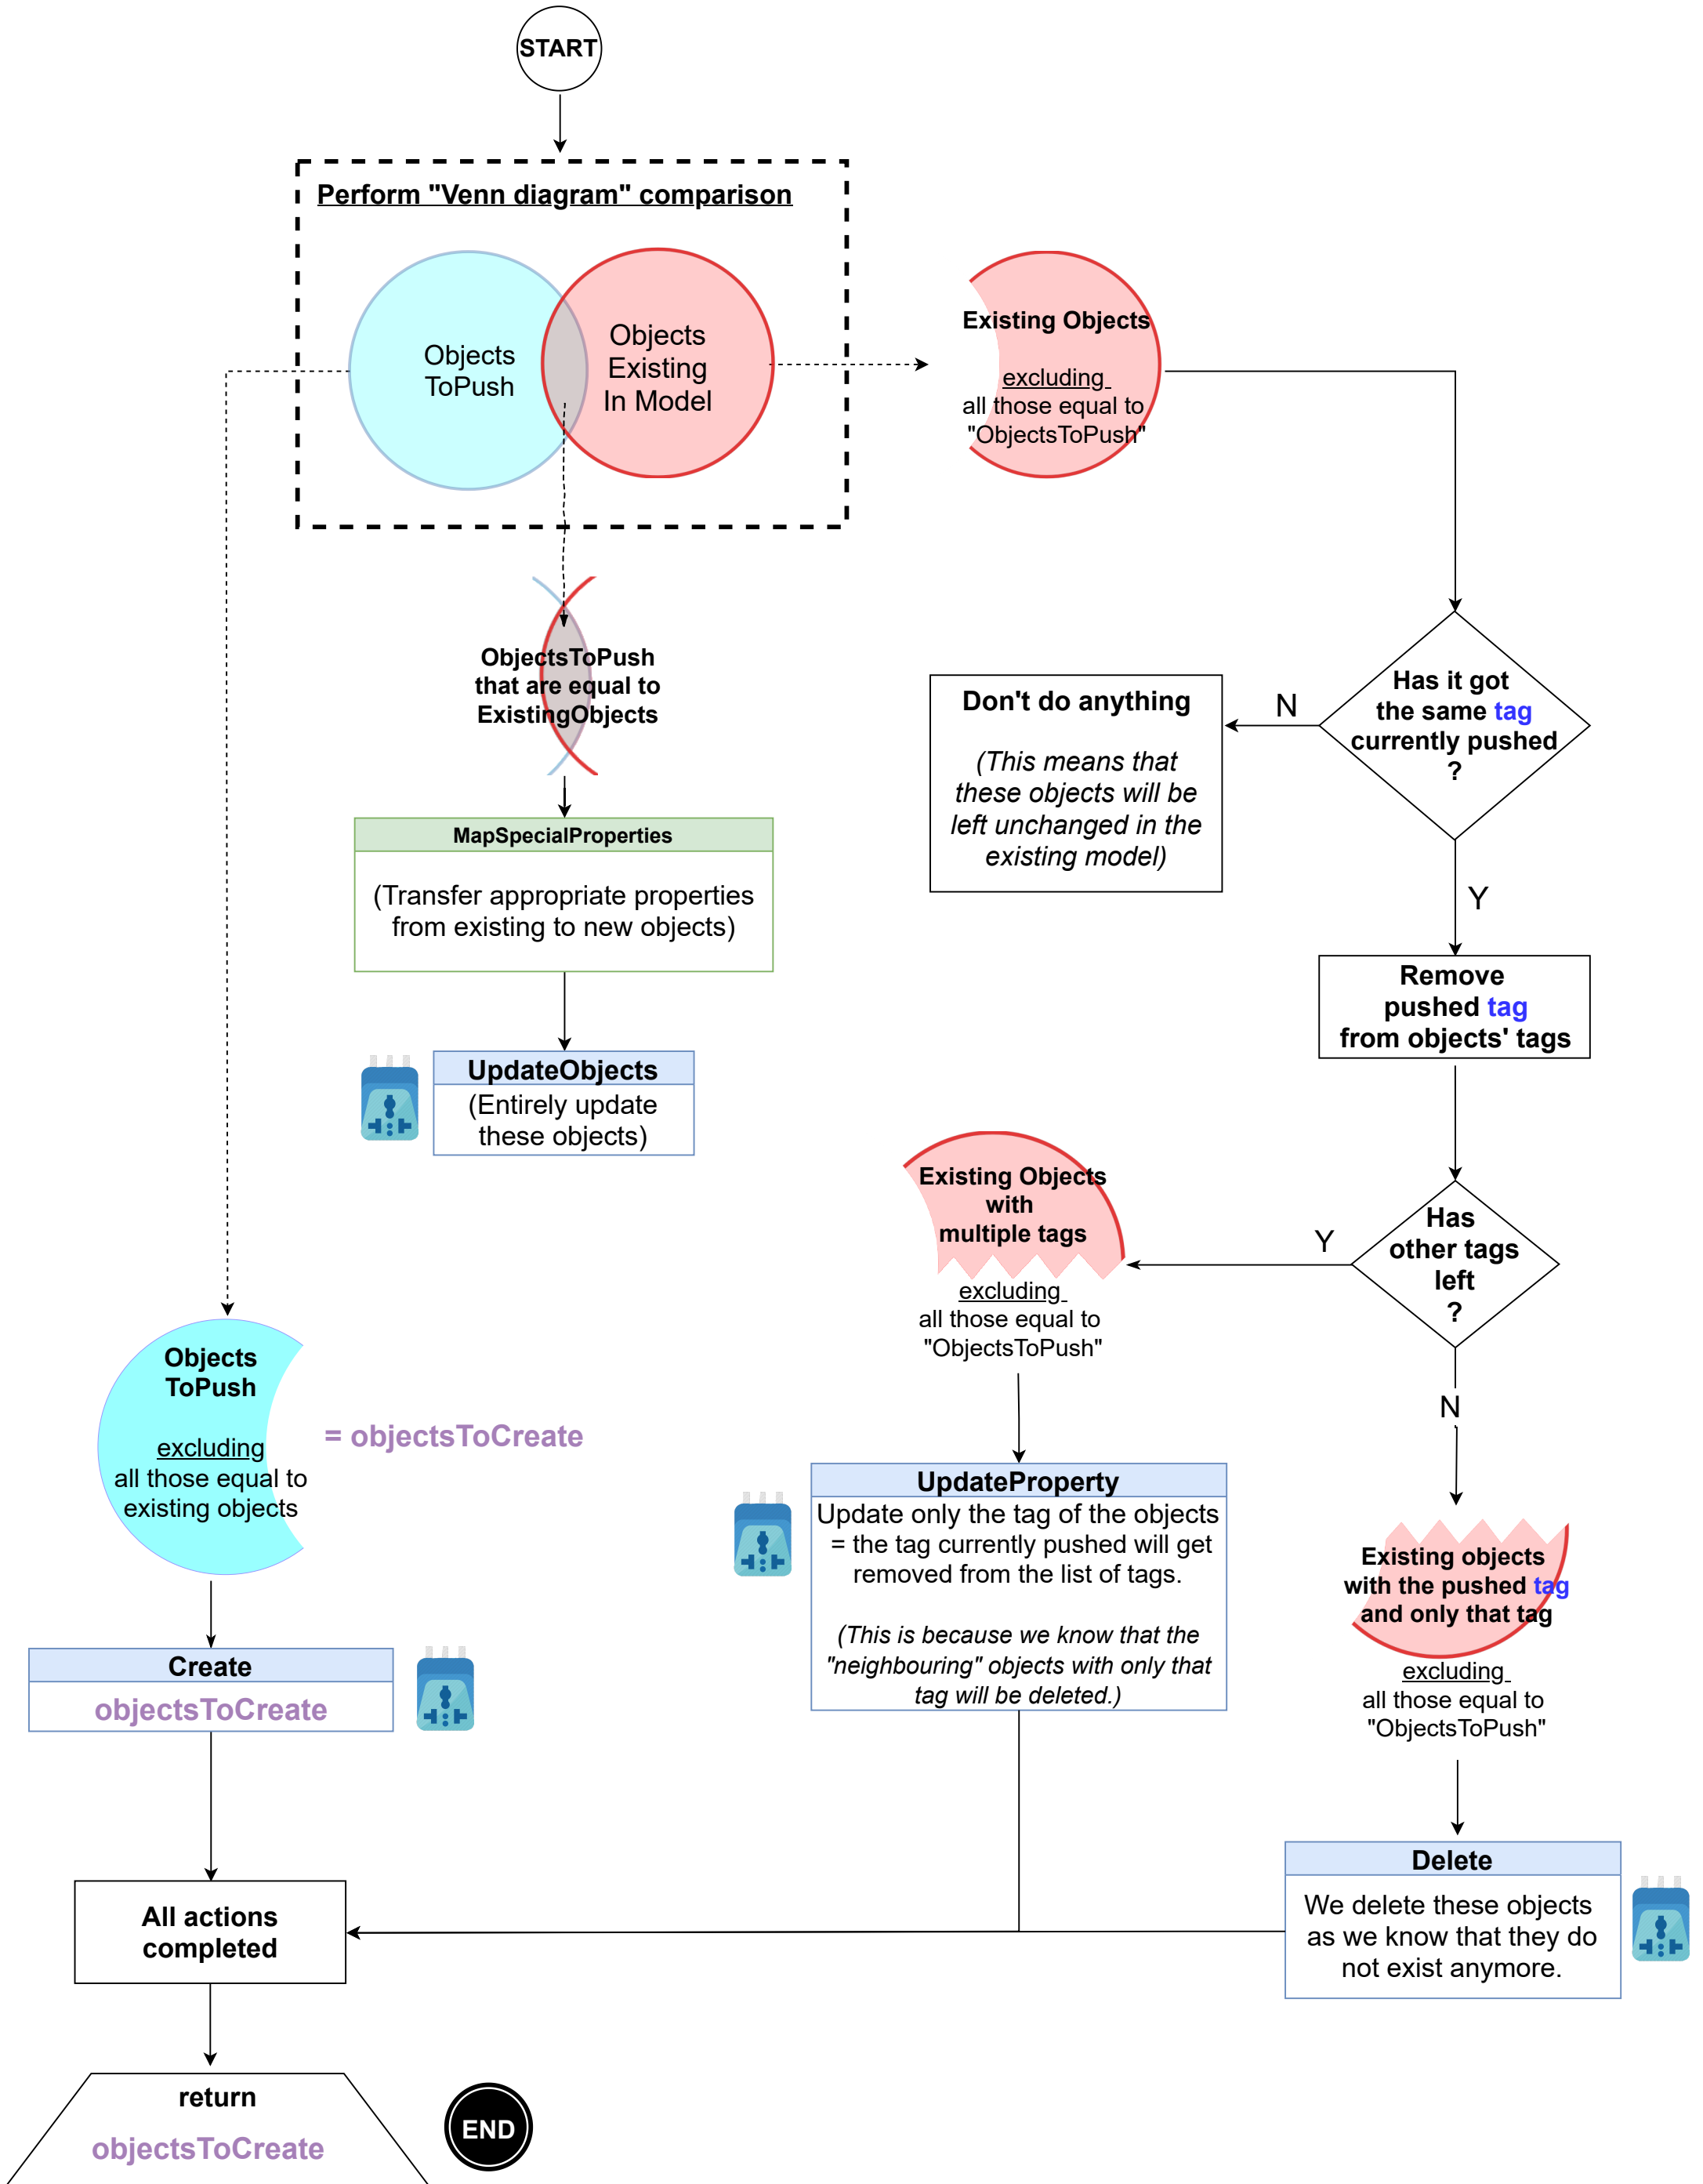 START
Perform "Venn diagram" comparison
Objects
ToPush
Objects
Existing
In Model
Existing Objects
excluding
all those equal to
"ObjectsToPush"
ObjectsToPush
that are equal to
ExistingObjects
Has it got
the same tag
currently pushed
?
N
Don't do anything
(This means that
these objects will be
left unchanged in the
existing model)
MapSpecialProperties
(Transfer appropriate properties
from existing to new objects)
Y
Remove
pushed tag
from objects' tags
UpdateObjects
(Entirely update
these objects)
Has
other tags
left
?
Y
Existing Objects
with
multiple tags
excluding
all those equal to
"ObjectsToPush"
N
Objects
ToPush
excluding
all those equal to
existing objects
= objectsToCreate
UpdateProperty
Update only the tag of the objects
= the tag currently pushed will get
removed from the list of tags.
(This is because we know that the
"neighbouring" objects with only that
tag will be deleted.)
Existing objects
with the pushed tag
and only that tag
excluding
all those equal to
"ObjectsToPush"
Create
objectsToCreate
Delete
We delete these objects
as we know that they do
not exist anymore.
All actions
completed
return
objectsToCreate
END